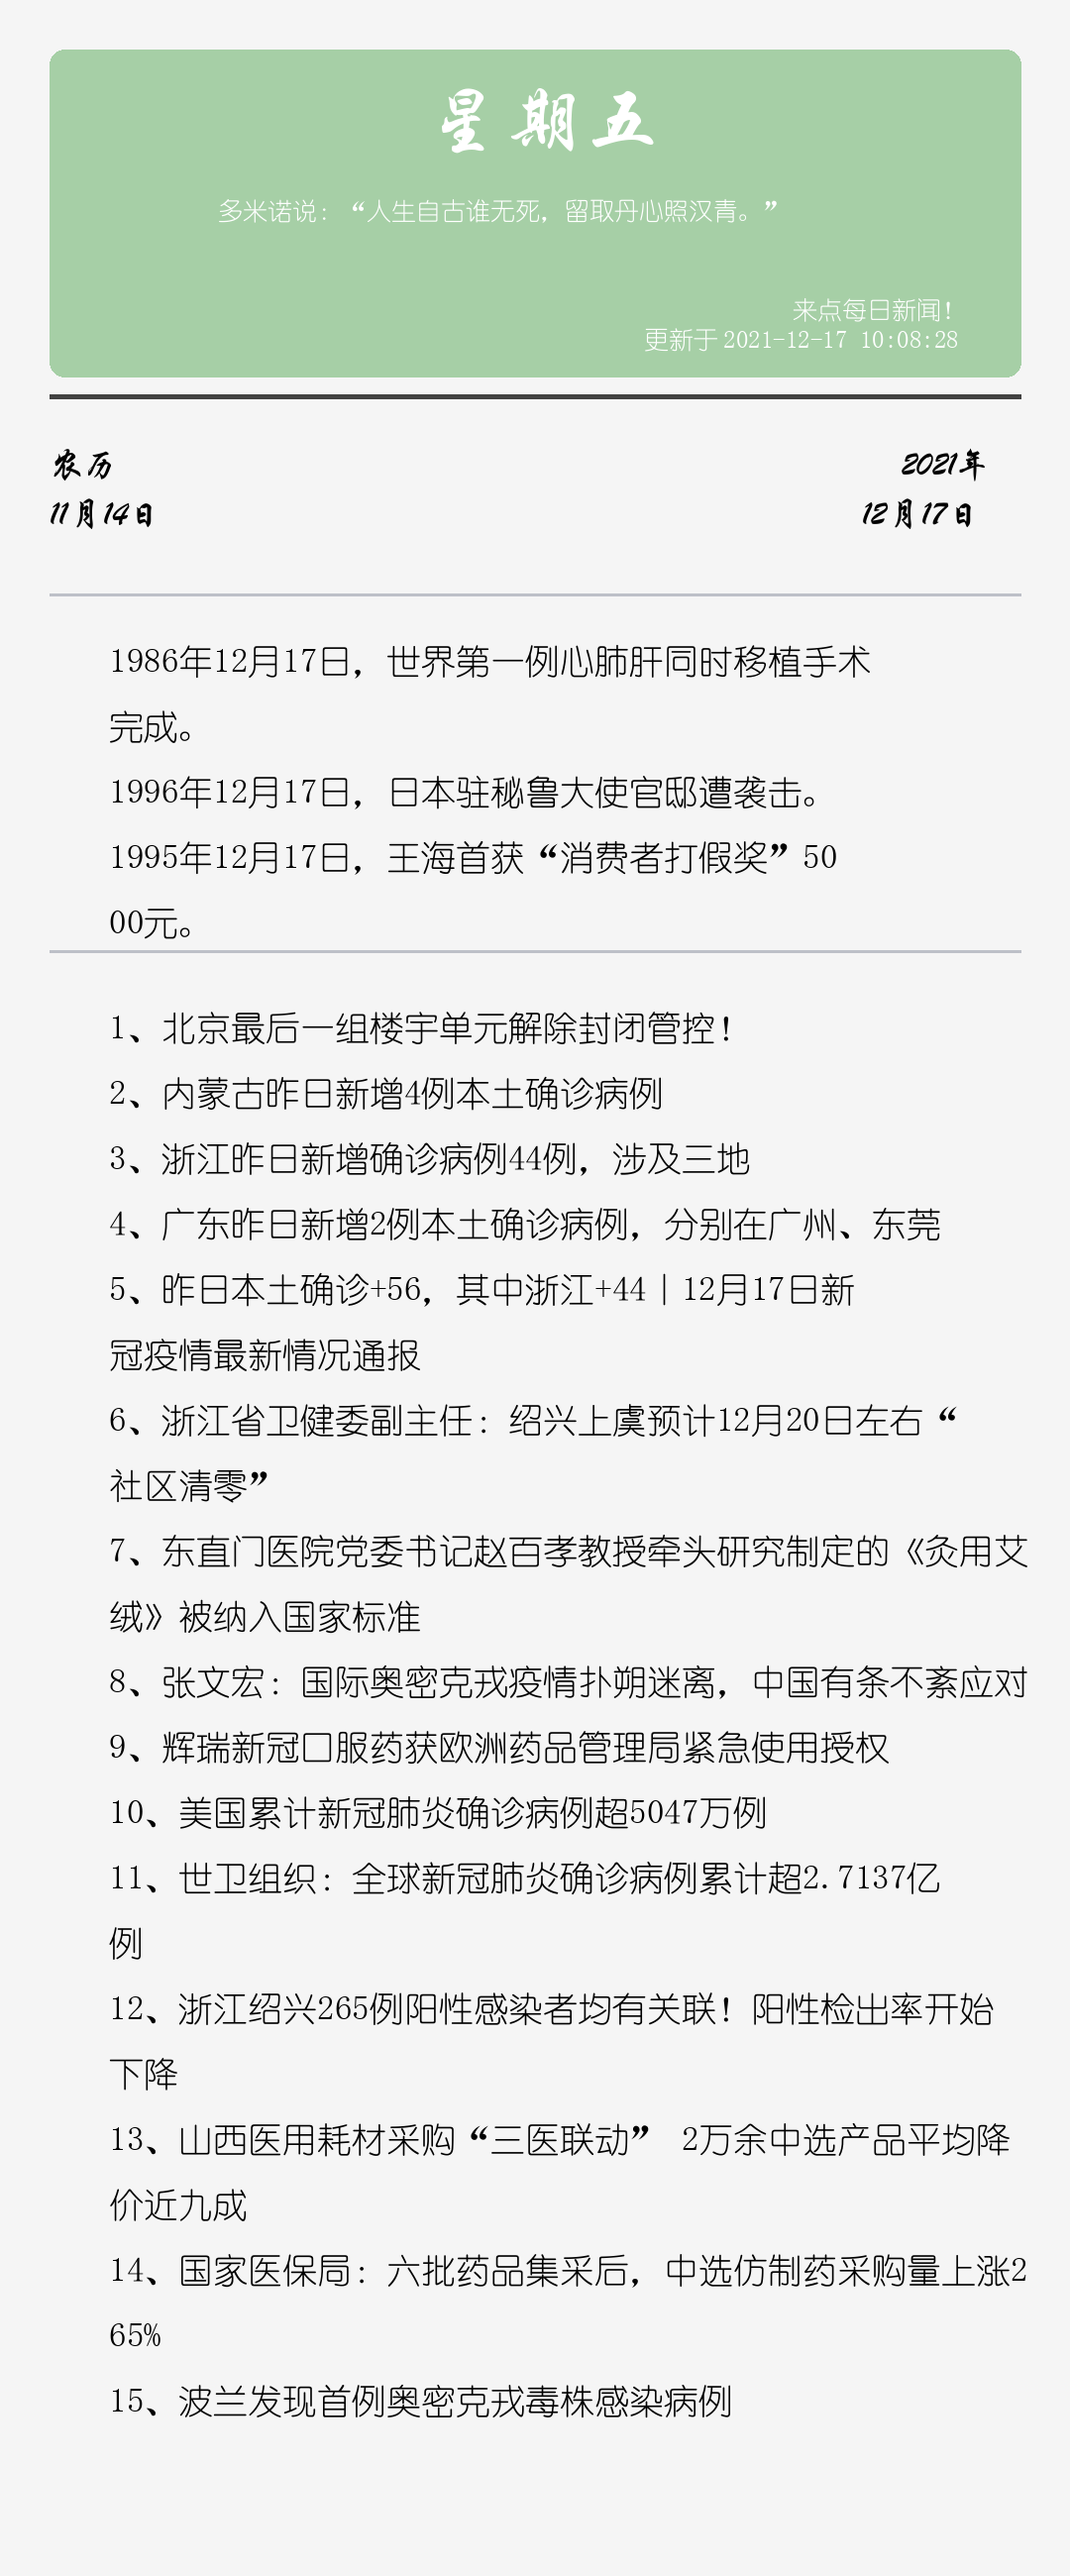 星期五
多米诺说：“人生自古谁无死，留取丹心照汉青。”
来点每日新闻！
更新于 2021-12-17 10:08:28
农历
2021年
11月14日
12月17日
1986年12月17日，世界第一例心肺肝同时移植手术
完成。
1996年12月17日，日本驻秘鲁大使官邸遭袭击。
1995年12月17日，王海首获“消费者打假奖”50
00元。
1、北京最后一组楼宇单元解除封闭管控！
2、内蒙古昨日新增4例本土确诊病例
3、浙江昨日新增确诊病例44例，涉及三地
4、广东昨日新增2例本土确诊病例，分别在广州、东莞
5、昨日本土确诊+56，其中浙江+44｜12月17日新
冠疫情最新情况通报
6、浙江省卫健委副主任：绍兴上虞预计12月20日左右“
社区清零”
7、东直门医院党委书记赵百孝教授牵头研究制定的《灸用艾
绒》被纳入国家标准
8、张文宏：国际奥密克戎疫情扑朔迷离，中国有条不紊应对
9、辉瑞新冠口服药获欧洲药品管理局紧急使用授权
10、美国累计新冠肺炎确诊病例超5047万例
11、世卫组织：全球新冠肺炎确诊病例累计超2.7137亿
例
12、浙江绍兴265例阳性感染者均有关联！阳性检出率开始
下降
13、山西医用耗材采购“三医联动” 2万余中选产品平均降
价近九成
14、国家医保局：六批药品集采后，中选仿制药采购量上涨2
65%
15、波兰发现首例奥密克戎毒株感染病例